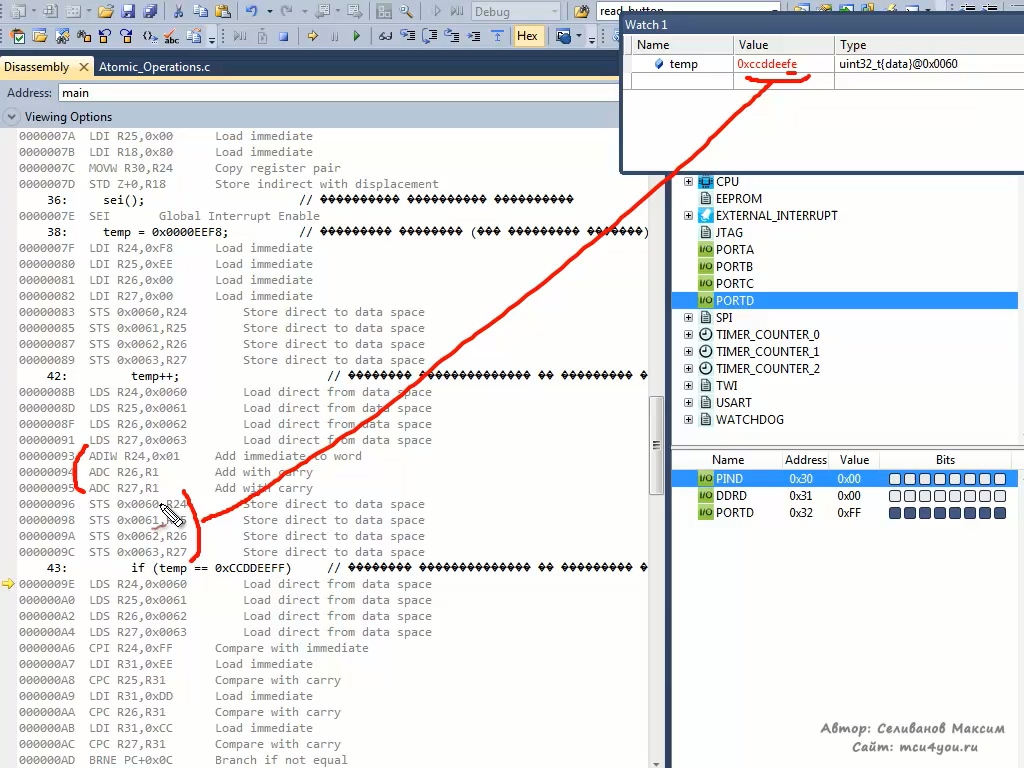 Debug
read_button
Hex
Disassembly
Atomic_Operations.c
Address: main
Viewing Options
0000007A LDI R25,0x00 Load immediate
0000007B LDI R18,0x80 Load immediate
0000007C MOVW R30,R24 Copy register pair
0000007D STD Z+0,R18 Store indirect with displacement
36: sei(); // ���������� ���������� ����������
0000007E SEI Global Interrupt Enable
38: temp = 0x0000EEF8; // ��������� �������� (��� ��������� �������)
0000007F LDI R24,0xF8 Load immediate
00000080 LDI R25,0xEE Load immediate
00000081 LDI R26,0x00 Load immediate
00000082 LDI R27,0x00 Load immediate
00000083 STS 0x0060,R24 Store direct to data space
00000085 STS 0x0061,R25 Store direct to data space
00000087 STS 0x0062,R26 Store direct to data space
00000089 STS 0x0063,R27 Store direct to data space
42: temp++; // �������� �������������� �� ��������� �
0000008B LDS R24,0x0060 Load direct from data space
0000008D LDS R25,0x0061 Load direct from data space
0000008F LDS R26,0x0062 Load direct from data space
00000091 LDS R27,0x0063 Load direct from data space
00000093 ADIW R24,0x01 Add immediate to word
00000094 ADC R26,R1 Add with carry
00000095 ADC R27,R1 Add with carry
00000096 STS 0x0060,R24 Store direct to data space
00000098 STS 0x0061,R25 Store direct to data space
0000009A STS 0x0062,R26 Store direct to data space
0000009C STS 0x0063,R27 Store direct to data space
43: if (temp == 0xCCDDEEFF) // �������� �������������� �� ��������� �
0000009E LDS R24,0x0060 Load direct from data space
000000A0 LDS R25,0x0061 Load direct from data space
000000A2 LDS R26,0x0062 Load direct from data space
000000A4 LDS R27,0x0063 Load direct from data space
000000A6 CPI R24,0xFF Compare with immediate
000000A7 LDI R31,0xEE Load immediate
000000A8 CPC R25,R31 Compare with carry
000000A9 LDI R31,0xDD Load immediate
000000AA CPC R26,R31 Compare with carry
000000AB LDI R31,0xCC Load immediate
000000AC CPC R27,R31 Compare with carry
000000AD BRNE PC+0x0C Branch if not equal
Watch 1
Name Value Type
temp 0xccddeefe uint32_t{data}@0x0060
CPU
EEPROM
EXTERNAL_INTERRUPT
JTAG
PORTA
PORTB
PORTC
PORTD
SPI
TIMER_COUNTER_0
TIMER_COUNTER_1
TIMER_COUNTER_2
TWI
USART
WATCHDOG
Name Address Value Bits
PIND 0x30 0x00
DDRD 0x31 0x00
PORTD 0x32 0xFF
Автор: Селиванов Максим
Сайт: mcu4you.ru